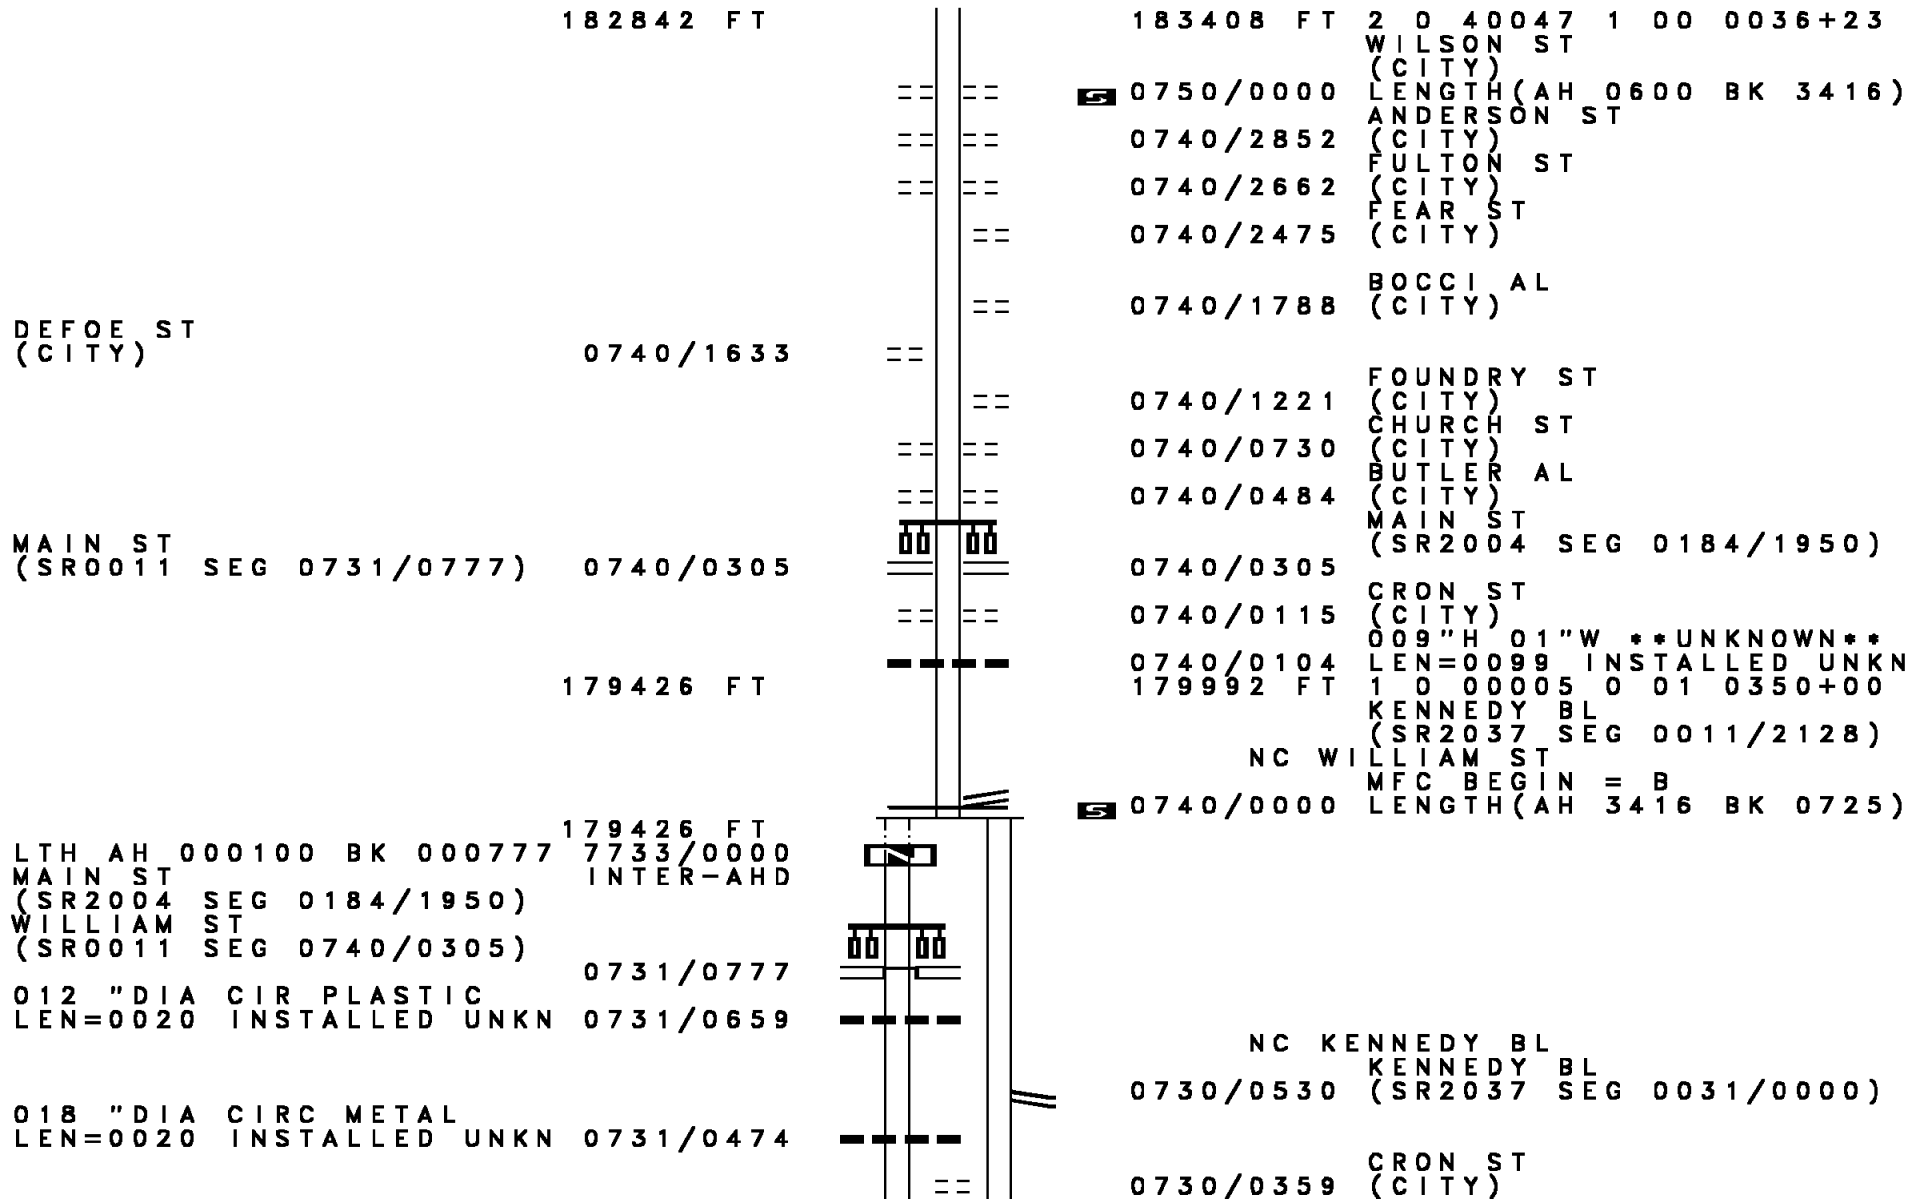 182842 FT 183408 FT 2 0 40047 1 00 0036+23
WILSON ST
(CITY)
S 0750/0000 LENGTH(AH 0600 BK 3416)
ANDERSON ST
0740/2852 (CITY)
FULTON ST
0740/2662 (CITY)
FEAR ST
0740/2475 (CITY)
BOCCI AL
0740/1788 (CITY)
DEFOE ST
(CITY) 0740/1633
FOUNDRY ST
0740/1221 (CITY)
CHURCH ST
0740/0730 (CITY)
BUTLER AL
0740/0484 (CITY)
MAIN ST
MAIN ST (SR2004 SEG 0184/1950)
(SR0011 SEG 0731/0777) 0740/0305 0740/0305
CRON ST
0740/0115 (CITY)
009"H 01"W **UNKNOWN**
0740/0104 LEN=0099 INSTALLED UNKN
179426 FT 179992 FT 1 0 00005 0 01 0350+00
KENNEDY BL
(SR2037 SEG 0011/2128)
NC WILLIAM ST
MFC BEGIN = B
S 0740/0000 LENGTH(AH 3416 BK 0725)
179426 FT
LTH AH 000100 BK 000777 7733/0000
MAIN ST INTER-AHD
(SR2004 SEG 0184/1950)
WILLIAM ST
(SR0011 SEG 0740/0305)
0731/0777
012 "DIA CIR PLASTIC
LEN=0020 INSTALLED UNKN 0731/0659
NC KENNEDY BL
KENNEDY BL
0730/0530 (SR2037 SEG 0031/0000)
018 "DIA CIRC METAL
LEN=0020 INSTALLED UNKN 0731/0474
CRON ST
0730/0359 (CITY)